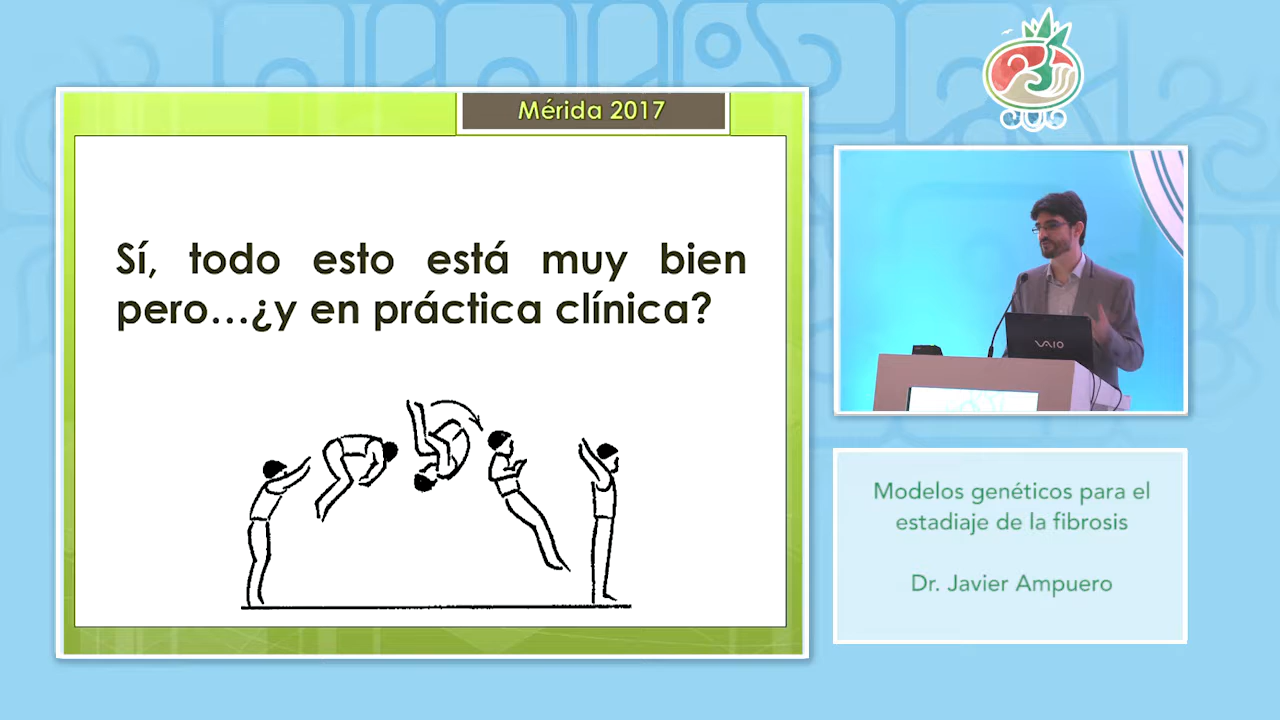 Mérida 2017
Sí, todo esto está muy bien
pero...¿y en práctica clínica?
VAIO
Modelos genéticos para el
estadiaje de la fibrosis
Dr. Javier Ampuero